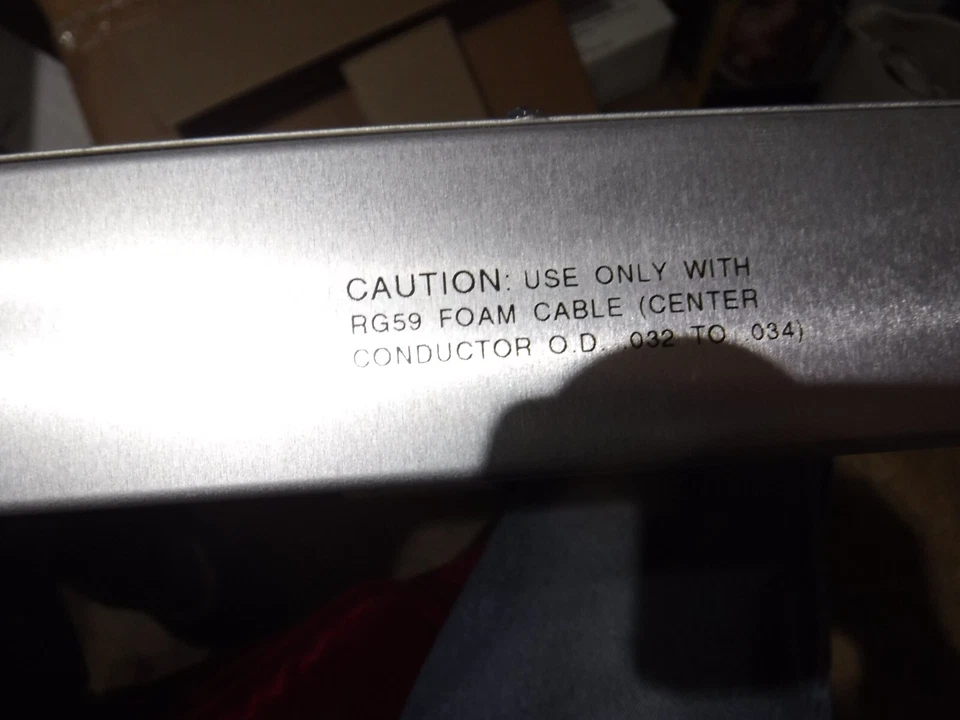 CAUTION: USE ONLY WITH
RG59 FOAM CABLE (CENTER
CONDUCTOR O.D. .032 TO .034)